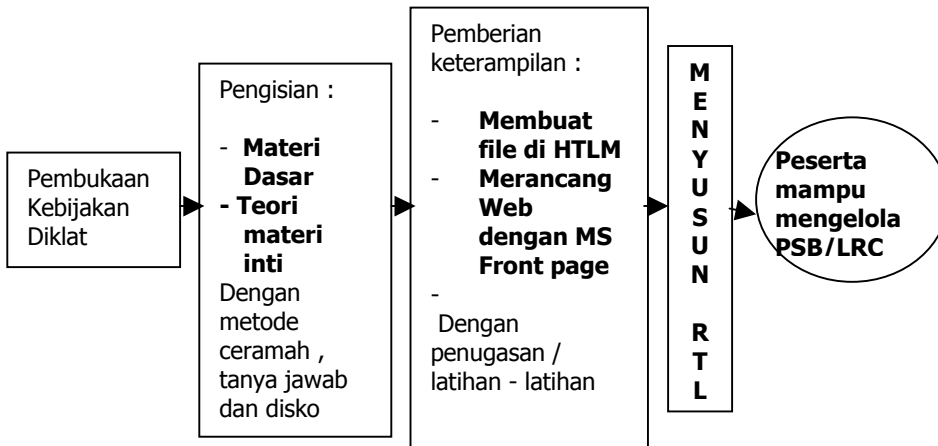 Pembukaan
Kebijakan
Diklat
Pengisian :
- Materi
Dasar
- Teori
materi
inti
Dengan
metode
ceramah ,
tanya jawab
dan disko
Pemberian
keterampilan :
- Membuat
file di HTLM
- Merancang
Web
dengan MS
Front page
-
Dengan
penugasan /
latihan - latihan
M
E
N
Y
U
S
U
N
R
T
L
Peserta
mampu
mengelola
PSB/LRC